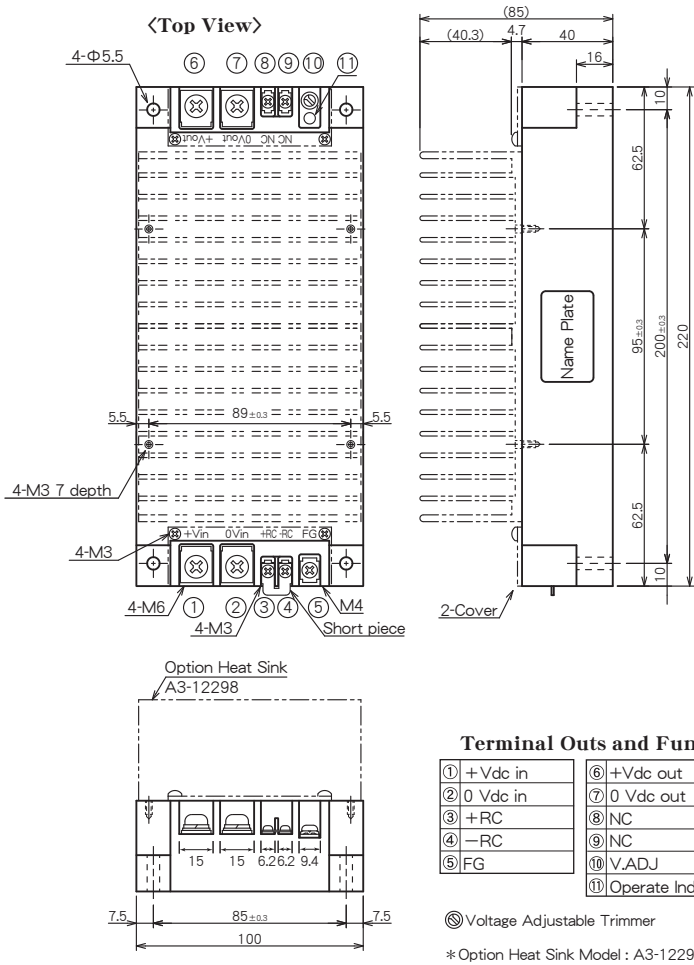 〈Top View〉
(85)
(40.3)
4.7
40
16
4-Φ5.5
⑥ ⑦ ⑧ ⑨ ⑩ ⑪
+Vout 0Vout NC NC
10
62.5
95±0.3
200±0.3
220
Name Plate
5.5
89±0.3
5.5
4-M3 7 depth
62.5
10
4-M3
+Vin 0Vin +RC -RC FG
4-M6
① ② ③ ④ ⑤
M4
4-M3
Short piece
2-Cover
Option Heat Sink
A3-12298
15 15 6.2 6.2 9.4
7.5
85±0.3
7.5
100
Terminal Outs and Fun
① +Vdc in
② 0 Vdc in
③ +RC
④ −RC
⑤ FG
⑥ +Vdc out
⑦ 0 Vdc out
⑧ NC
⑨ NC
⑩ V.ADJ
⑪ Operate Ind
Voltage Adjustable Trimmer
*Option Heat Sink Model : A3-1229